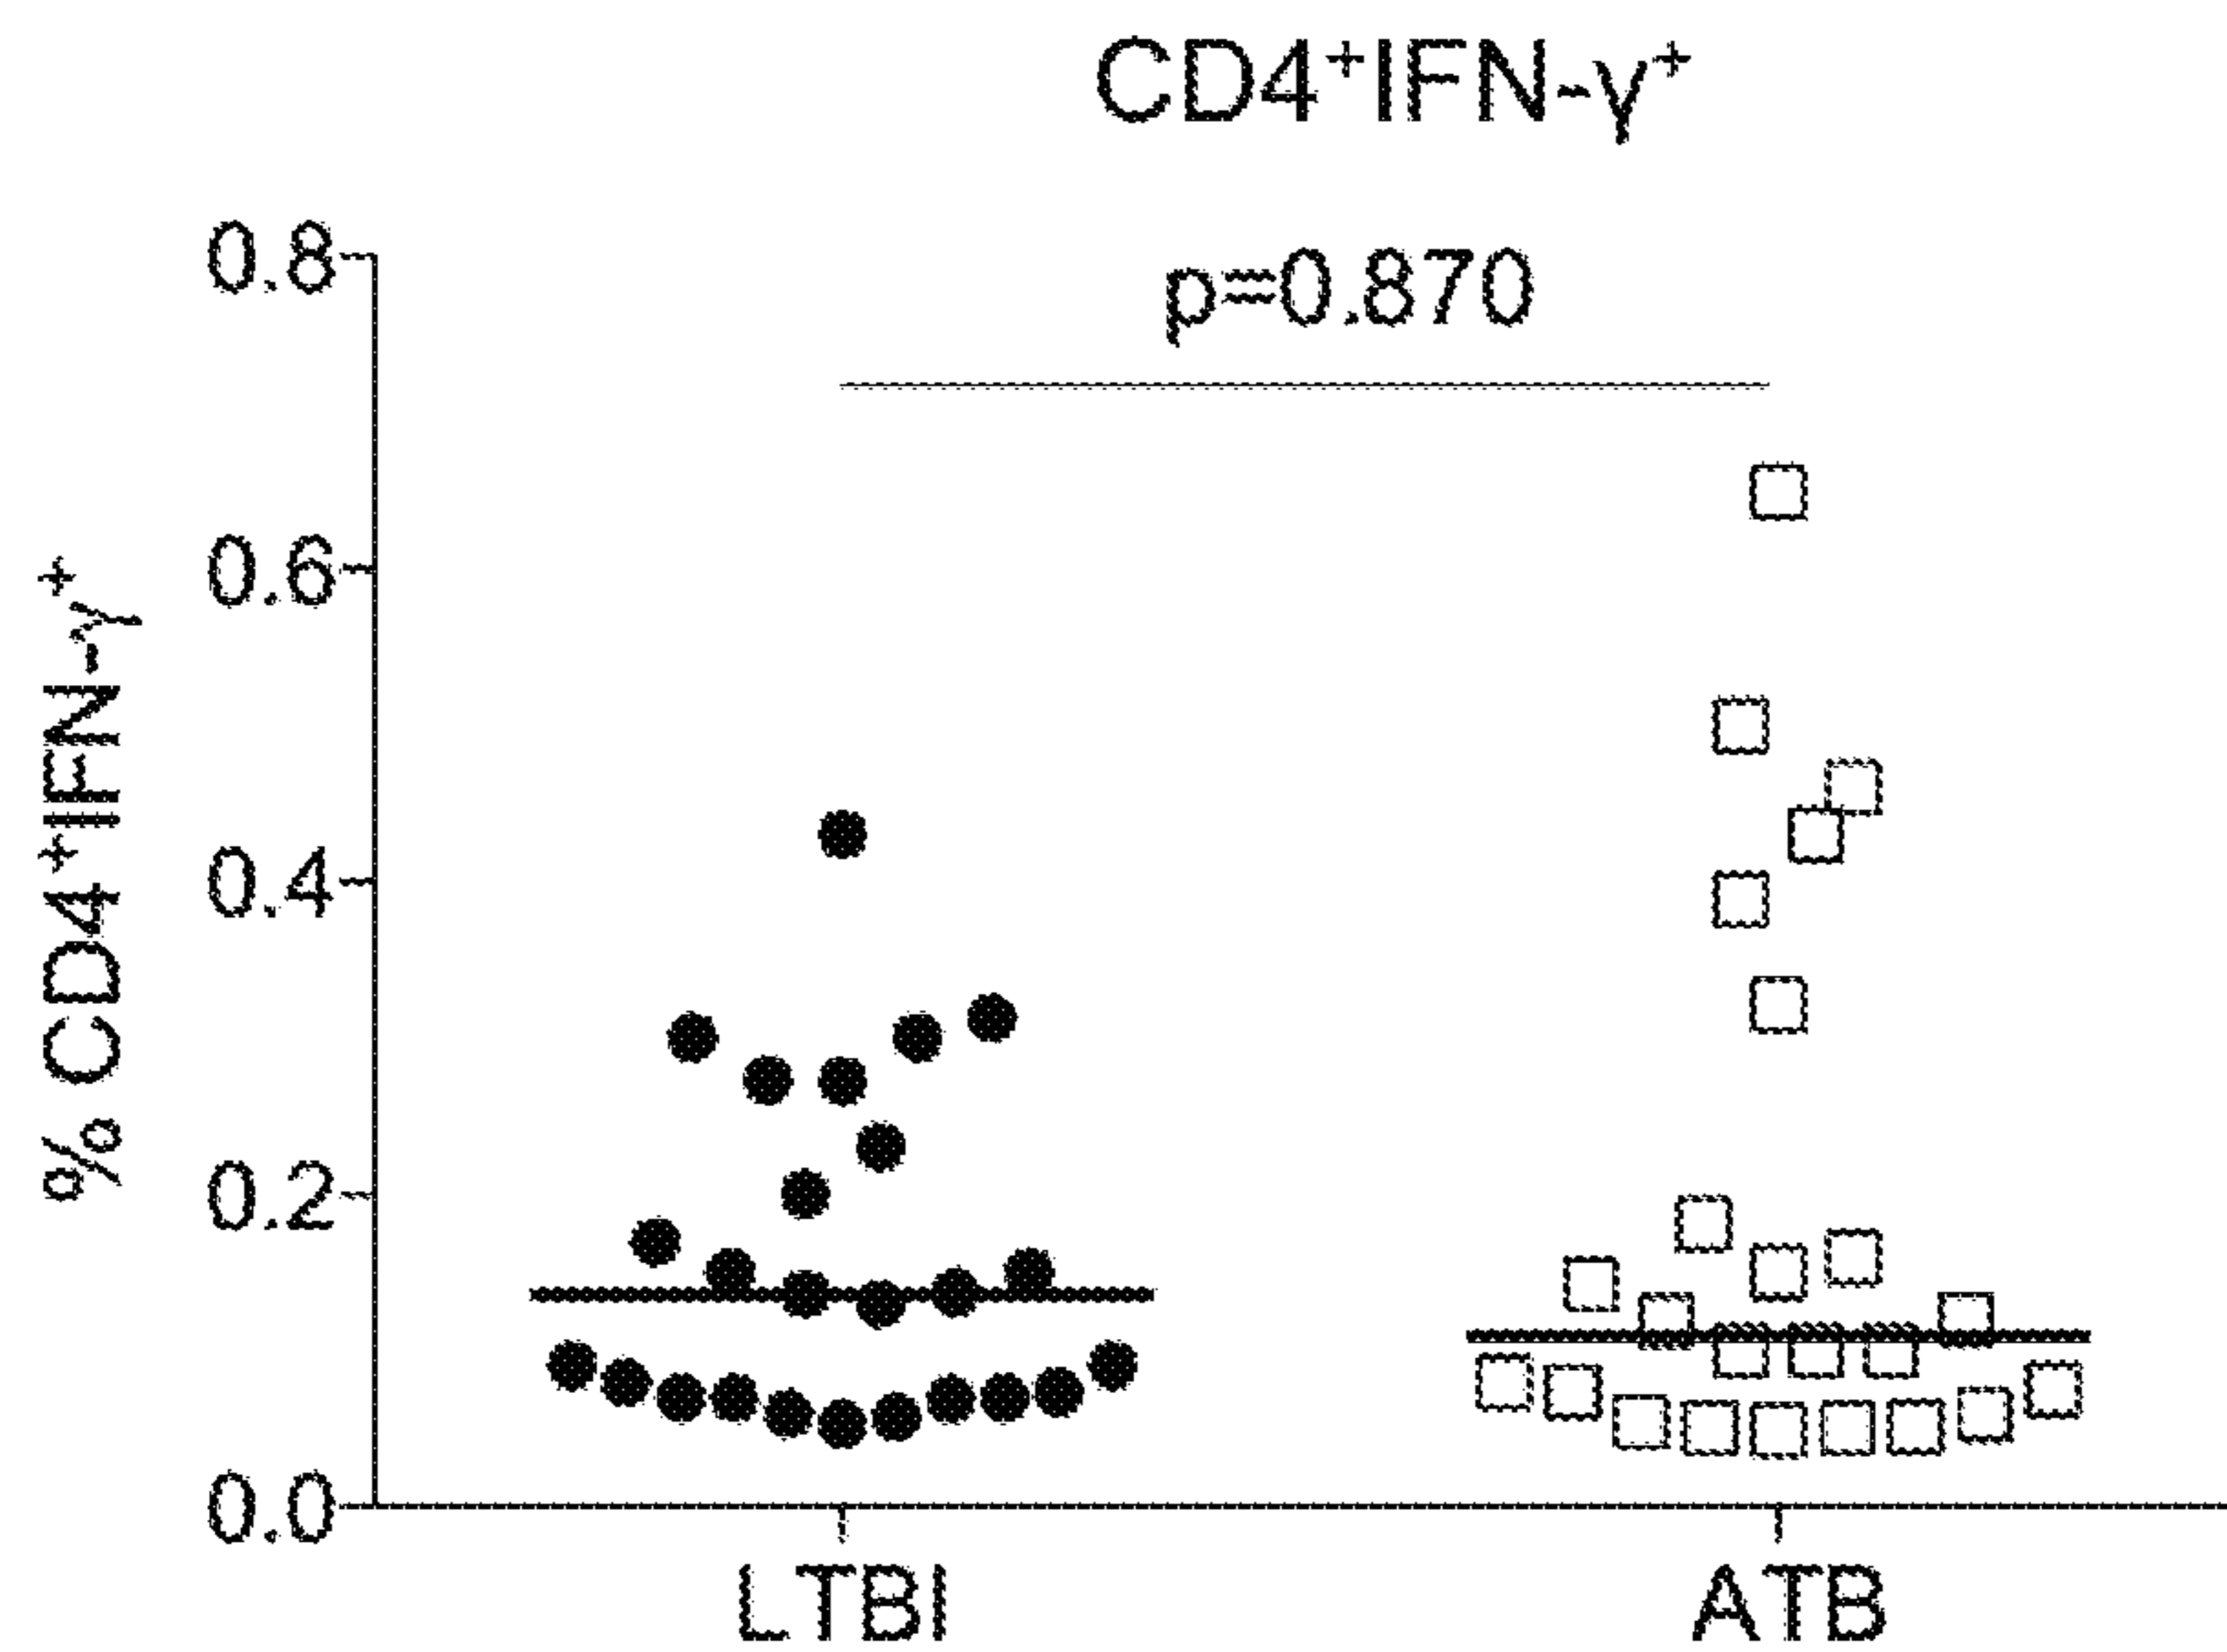 CD4⁺IFN-γ⁺
p=0.870
% CD4⁺IFN-γ⁺
0.8
0.6
0.4
0.2
0.0
LTBI
ATB